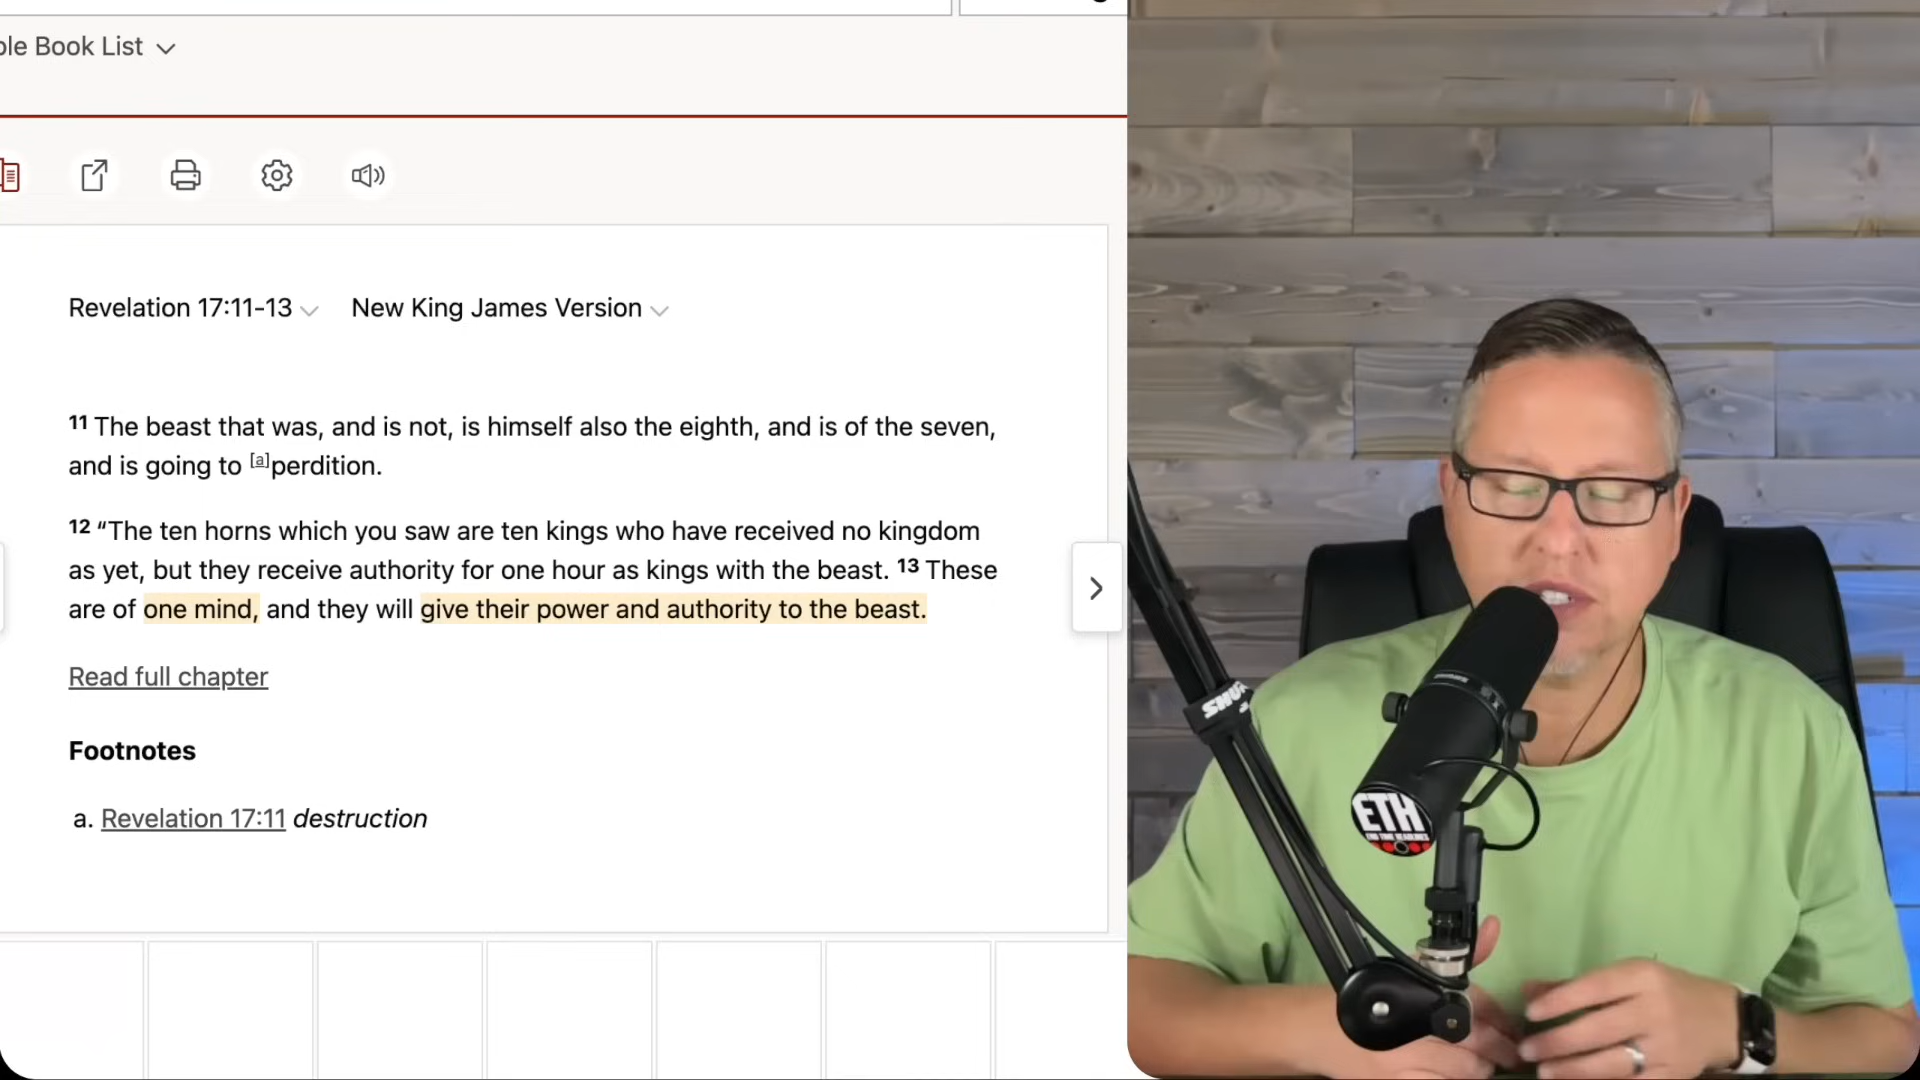 ble Book List
Revelation 17:11-13 New King James Version
11 The beast that was, and is not, is himself also the eighth, and is of the seven,
and is going to [a]perdition.
12 “The ten horns which you saw are ten kings who have received no kingdom
as yet, but they receive authority for one hour as kings with the beast. 13 These
are of one mind, and they will give their power and authority to the beast.
Read full chapter
Footnotes
a. Revelation 17:11 destruction
SHU
ETH
END TIME HEADLINES